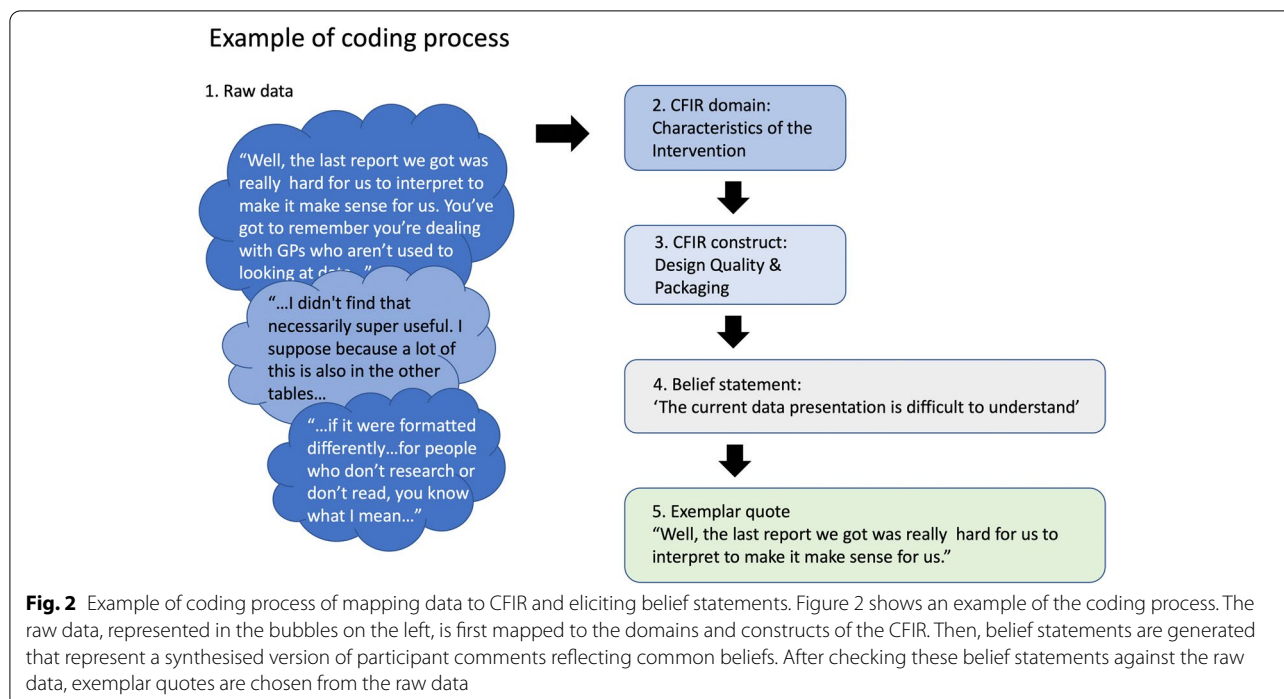 Example of coding process
1. Raw data
“Well, the last report we got was
really  hard for us to interpret to
make it make sense for us. You’ve
got to remember you’re dealing
with GPs who aren’t used to
looking at data...”
“...I didn't find that
necessarily super useful. I
suppose because a lot of
this is also in the other
tables...
“...if it were formatted
differently...for people
who don’t research or
don’t read, you know
what I mean...”
2. CFIR domain:
Characteristics of the
Intervention
3. CFIR construct:
Design Quality &
Packaging
4. Belief statement:
‘The current data presentation is difficult to understand’
5. Exemplar quote
“Well, the last report we got was really  hard for us to
interpret to make it make sense for us.”
Fig. 2 Example of coding process of mapping data to CFIR and eliciting belief statements. Figure 2 shows an example of the coding process. The
raw data, represented in the bubbles on the left, is first mapped to the domains and constructs of the CFIR. Then, belief statements are generated
that represent a synthesised version of participant comments reflecting common beliefs. After checking these belief statements against the raw
data, exemplar quotes are chosen from the raw data